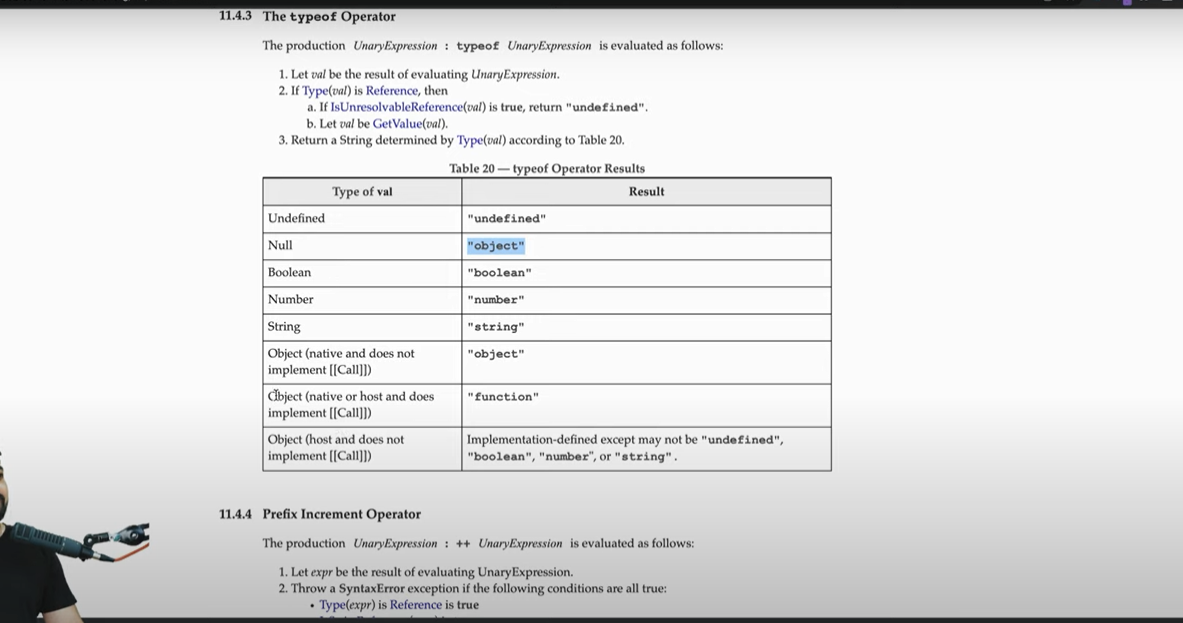 11.4.3 The typeof Operator
The production UnaryExpression : typeof UnaryExpression is evaluated as follows:
1. Let val be the result of evaluating UnaryExpression.
2. If Type(val) is Reference, then
a. If IsUnresolvableReference(val) is true, return "undefined".
b. Let val be GetValue(val).
3. Return a String determined by Type(val) according to Table 20.
Table 20 — typeof Operator Results
Type of val Result
Undefined "undefined"
Null "object"
Boolean "boolean"
Number "number"
String "string"
Object (native and does not "object"
implement [[Call]])
Object (native or host and does "function"
implement [[Call]])
Object (host and does not Implementation-defined except may not be "undefined",
implement [[Call]]) "boolean", "number", or "string".
11.4.4 Prefix Increment Operator
The production UnaryExpression : ++ UnaryExpression is evaluated as follows:
1. Let expr be the result of evaluating UnaryExpression.
2. Throw a SyntaxError exception if the following conditions are all true:
• Type(expr) is Reference is true